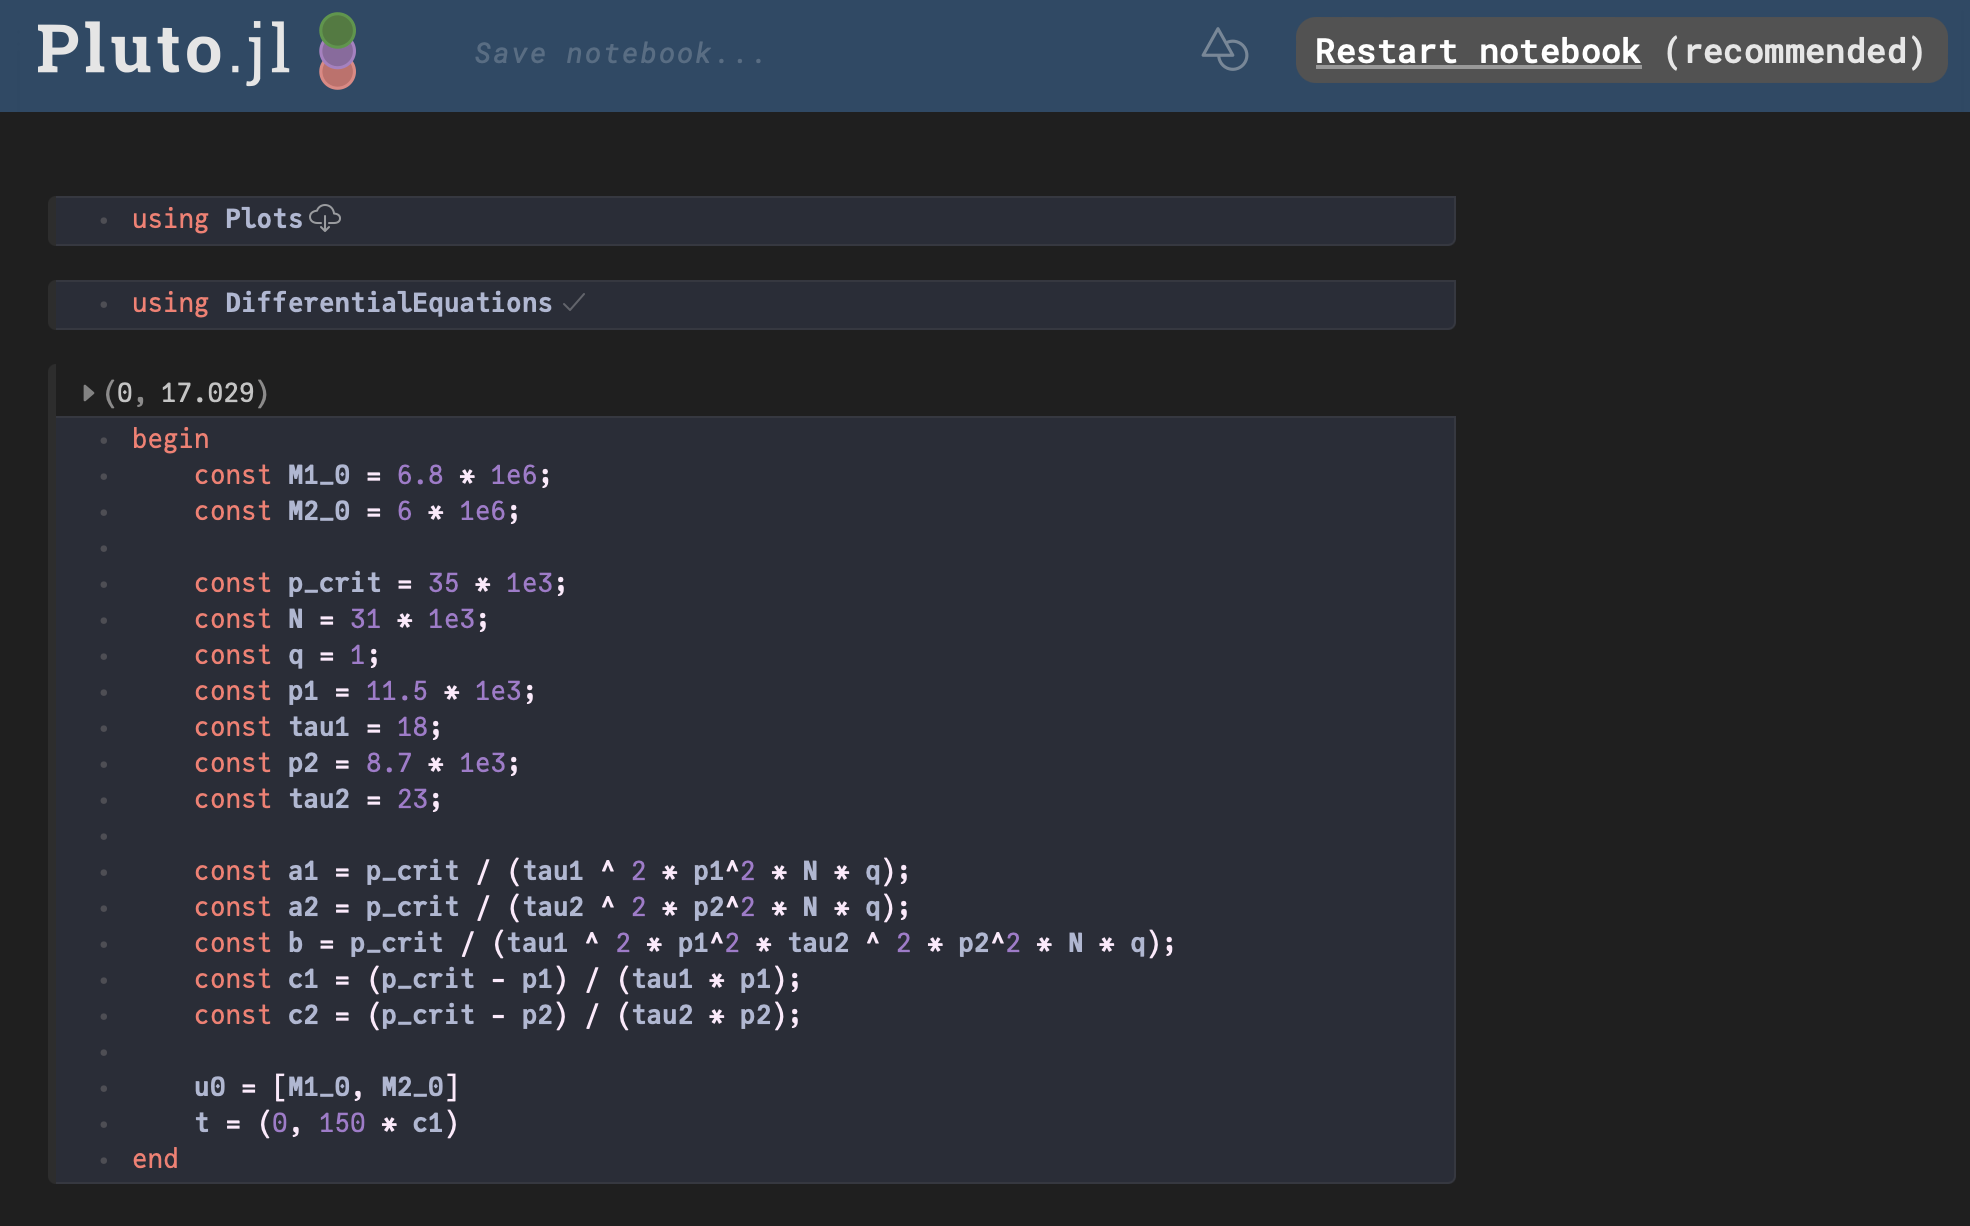 Pluto.jl
Save notebook...
Restart notebook (recommended)
using Plots
using DifferentialEquations
(0, 17.029)
begin
const M1_0 = 6.8 * 1e6;
const M2_0 = 6 * 1e6;
const p_crit = 35 * 1e3;
const N = 31 * 1e3;
const q = 1;
const p1 = 11.5 * 1e3;
const tau1 = 18;
const p2 = 8.7 * 1e3;
const tau2 = 23;
const a1 = p_crit / (tau1 ^ 2 * p1^2 * N * q);
const a2 = p_crit / (tau2 ^ 2 * p2^2 * N * q);
const b = p_crit / (tau1 ^ 2 * p1^2 * tau2 ^ 2 * p2^2 * N * q);
const c1 = (p_crit - p1) / (tau1 * p1);
const c2 = (p_crit - p2) / (tau2 * p2);
u0 = [M1_0, M2_0]
t = (0, 150 * c1)
end